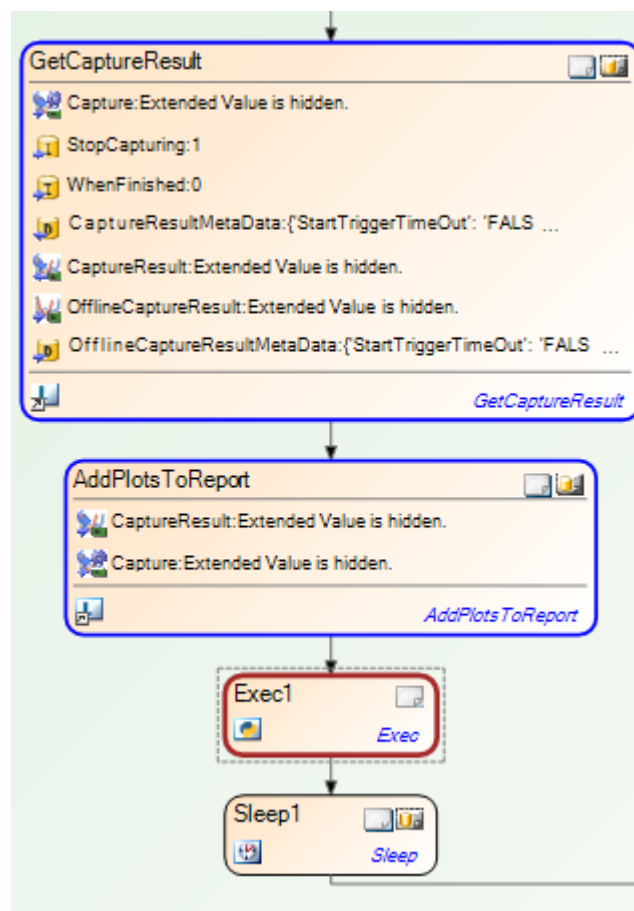 GetCaptureResult
Capture:Extended Value is hidden.
StopCapturing:1
WhenFinished:0
CaptureResultMetaData:{'StartTriggerTimeOut': 'FALS ...
CaptureResult:Extended Value is hidden.
OfflineCaptureResult:Extended Value is hidden.
OfflineCaptureResultMetaData:{'StartTriggerTimeOut': 'FALS ...
GetCaptureResult
AddPlotsToReport
CaptureResult:Extended Value is hidden.
Capture:Extended Value is hidden.
AddPlotsToReport
Exec1
Exec
Sleep1
Sleep